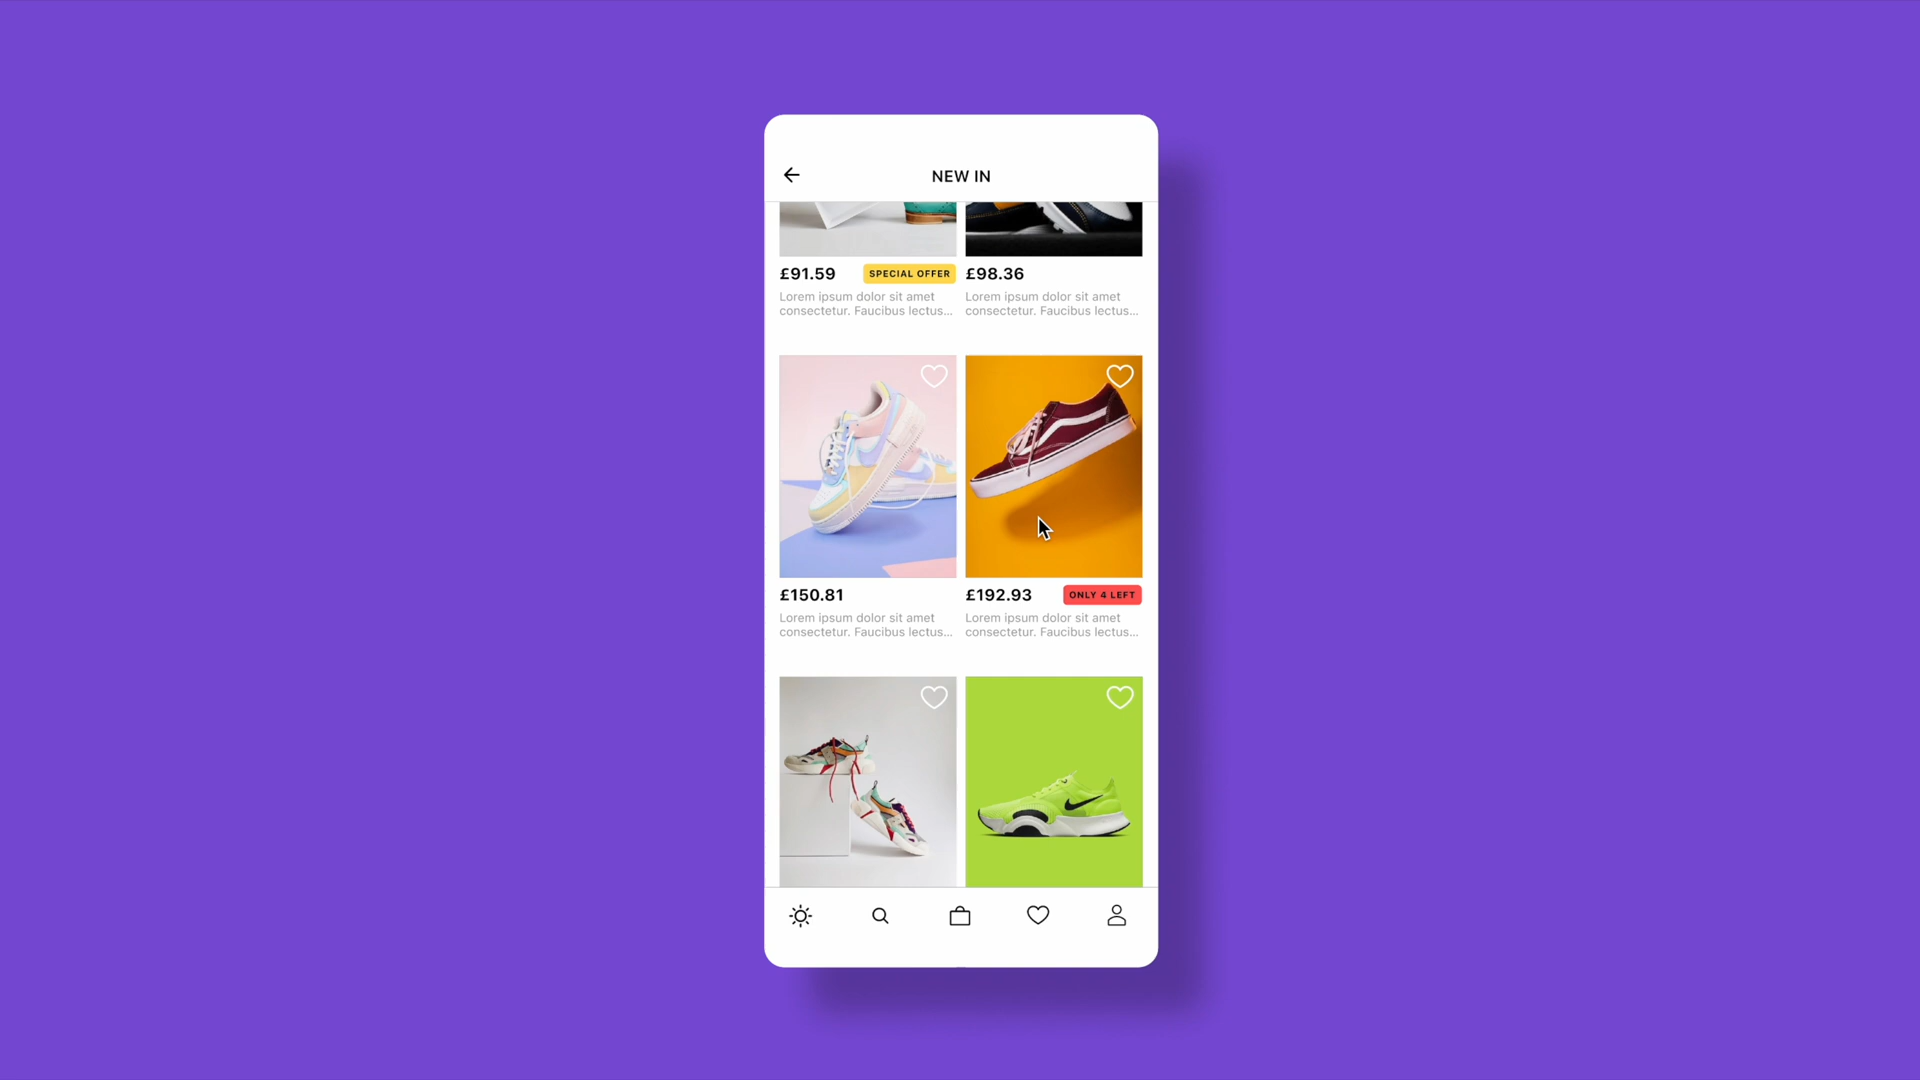 NEW IN
£91.59
SPECIAL OFFER
Lorem ipsum dolor sit amet
consectetur. Faucibus lectus...
£98.36
Lorem ipsum dolor sit amet
consectetur. Faucibus lectus...
£150.81
Lorem ipsum dolor sit amet
consectetur. Faucibus lectus...
£192.93
ONLY 4 LEFT
Lorem ipsum dolor sit amet
consectetur. Faucibus lectus...